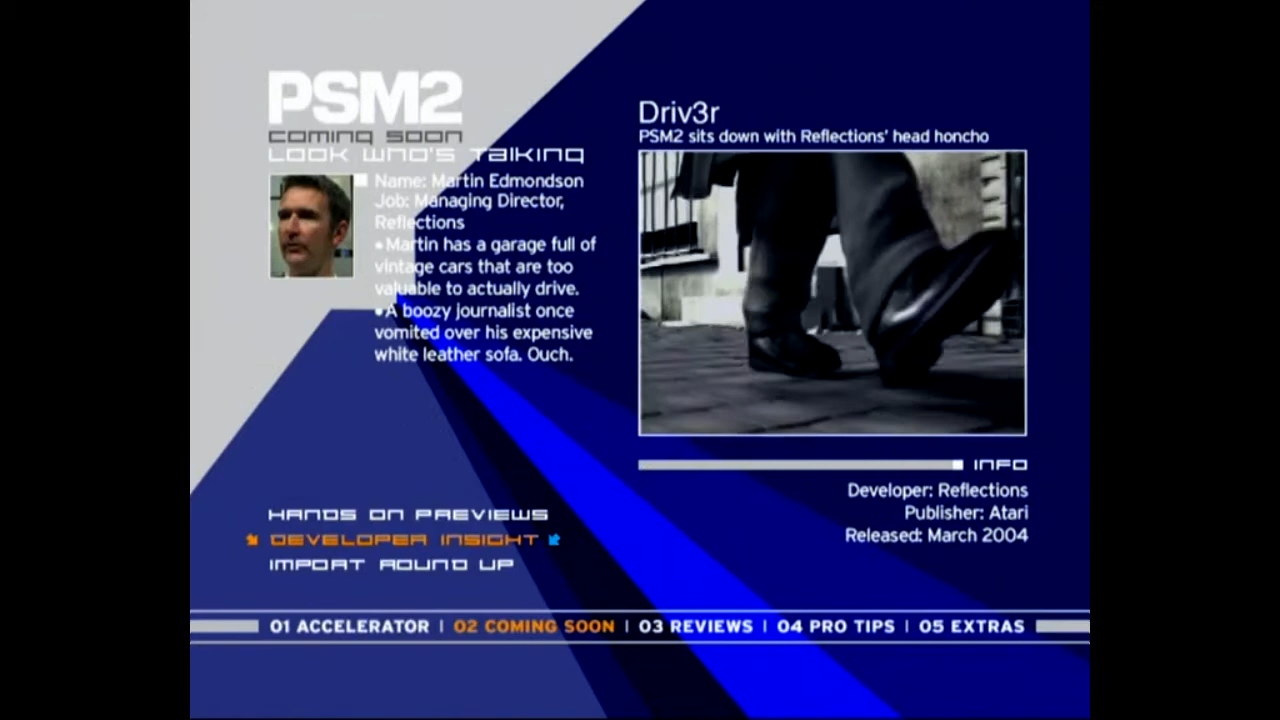 PSM2
COMING SOON
LOOK WHO'S TALKING
Name: Martin Edmondson
Job: Managing Director,
Reflections
•Martin has a garage full of
vintage cars that are too
valuable to actually drive.
•A boozy journalist once
vomited over his expensive
white leather sofa. Ouch.
Driv3r
PSM2 sits down with Reflections' head honcho
INFO
Developer: Reflections
Publisher: Atari
Released: March 2004
HANDS ON PREVIEWS
DEVELOPER INSIGHT
IMPORT ROUND UP
01 ACCELERATOR | 02 COMING SOON | 03 REVIEWS | 04 PRO TIPS | 05 EXTRAS